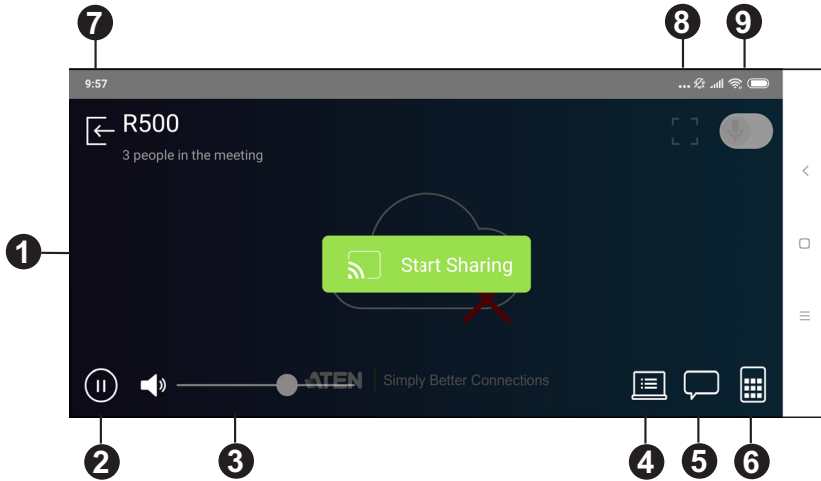 7 8 9
9:57
R500
3 people in the meeting
1
Start Sharing
ATEN Simply Better Connections
2 3 4 5 6